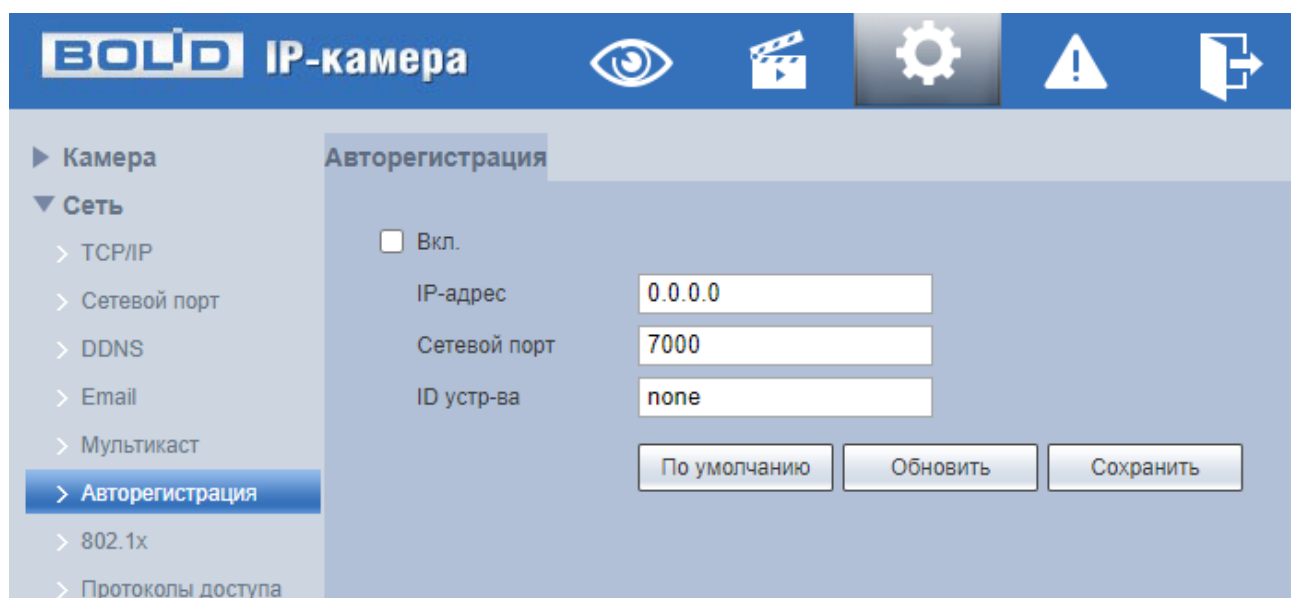 BOLID IP-камера
Камера
Сеть
TCP/IP
Сетевой порт
DDNS
Email
Мультикаст
Авторегистрация
802.1x
Протоколы доступа
Авторегистрация
Вкл.
IP-адрес 0.0.0.0
Сетевой порт 7000
ID устр-ва none
По умолчанию Обновить Сохранить